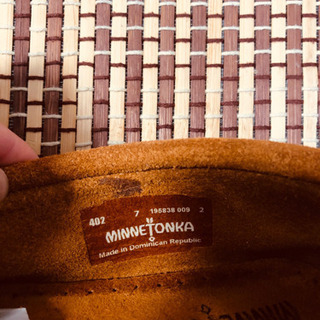 402 7 195838 009 2
MINNETONKA
Made in Dominican Republic